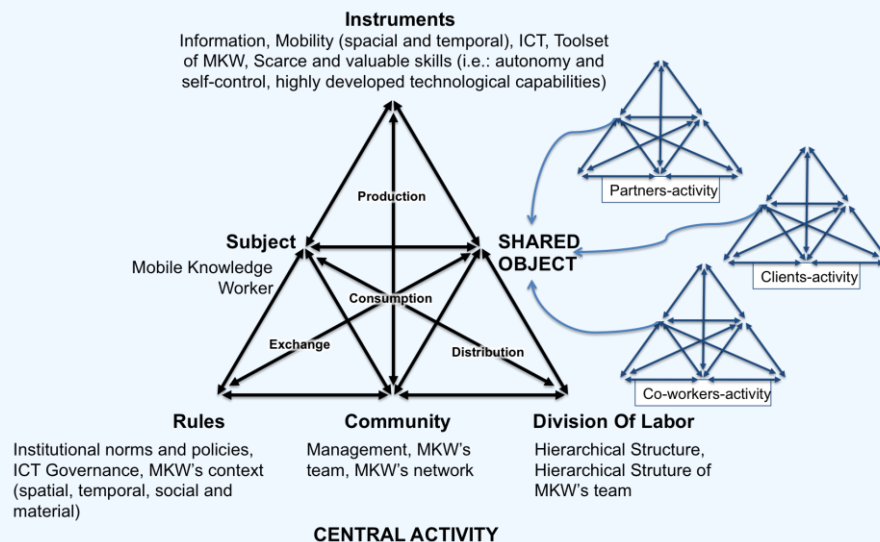 Instruments
Information, Mobility (spacial and temporal), ICT, Toolset
of MKW, Scarce and valuable skills (i.e.: autonomy and
self-control, highly developed technological capabilities)
Production
Partners-activity
Subject
Mobile Knowledge
Worker
SHARED
OBJECT
Clients-activity
Consumption
Exchange
Distribution
Co-workers-activity
Rules
Institutional norms and policies,
ICT Governance, MKW's context
(spatial, temporal, social and
material)
Community
Management, MKW's
team, MKW's network
Division Of Labor
Hierarchical Structure,
Hierarchical Struture of
MKW's team
CENTRAL ACTIVITY